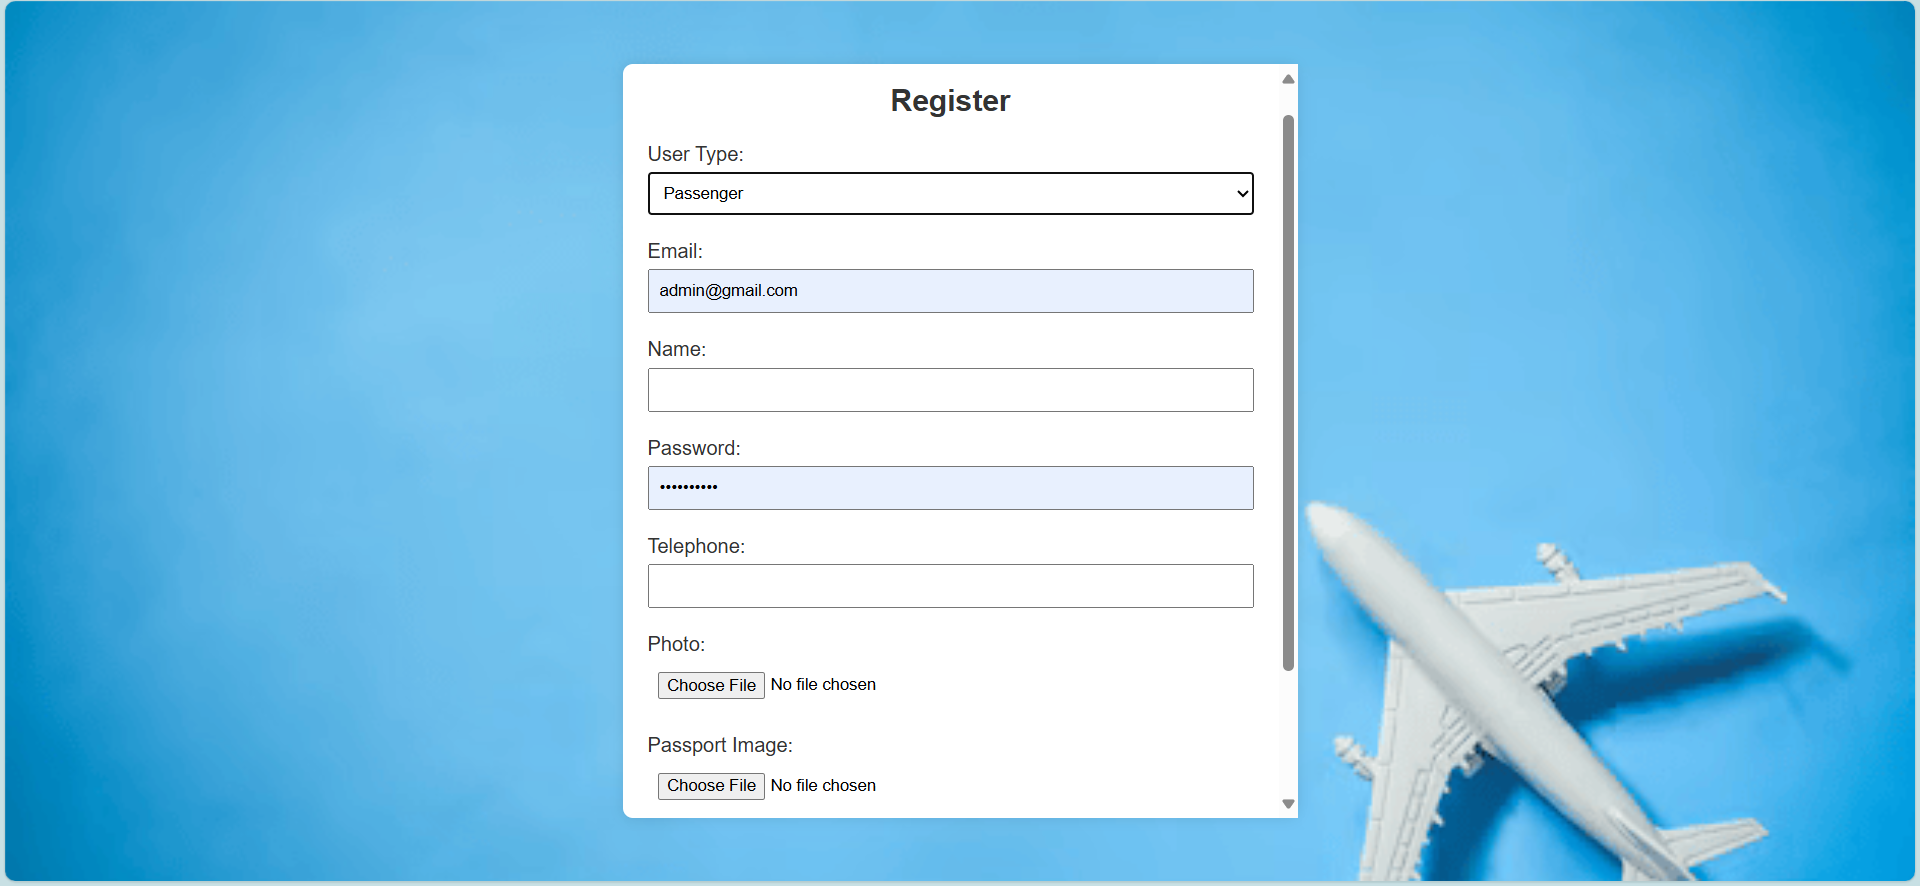 Register
User Type:
Passenger
Email:
admin@gmail.com
Name:
Password:
••••••••••
Telephone:
Photo:
Choose File No file chosen
Passport Image:
Choose File No file chosen